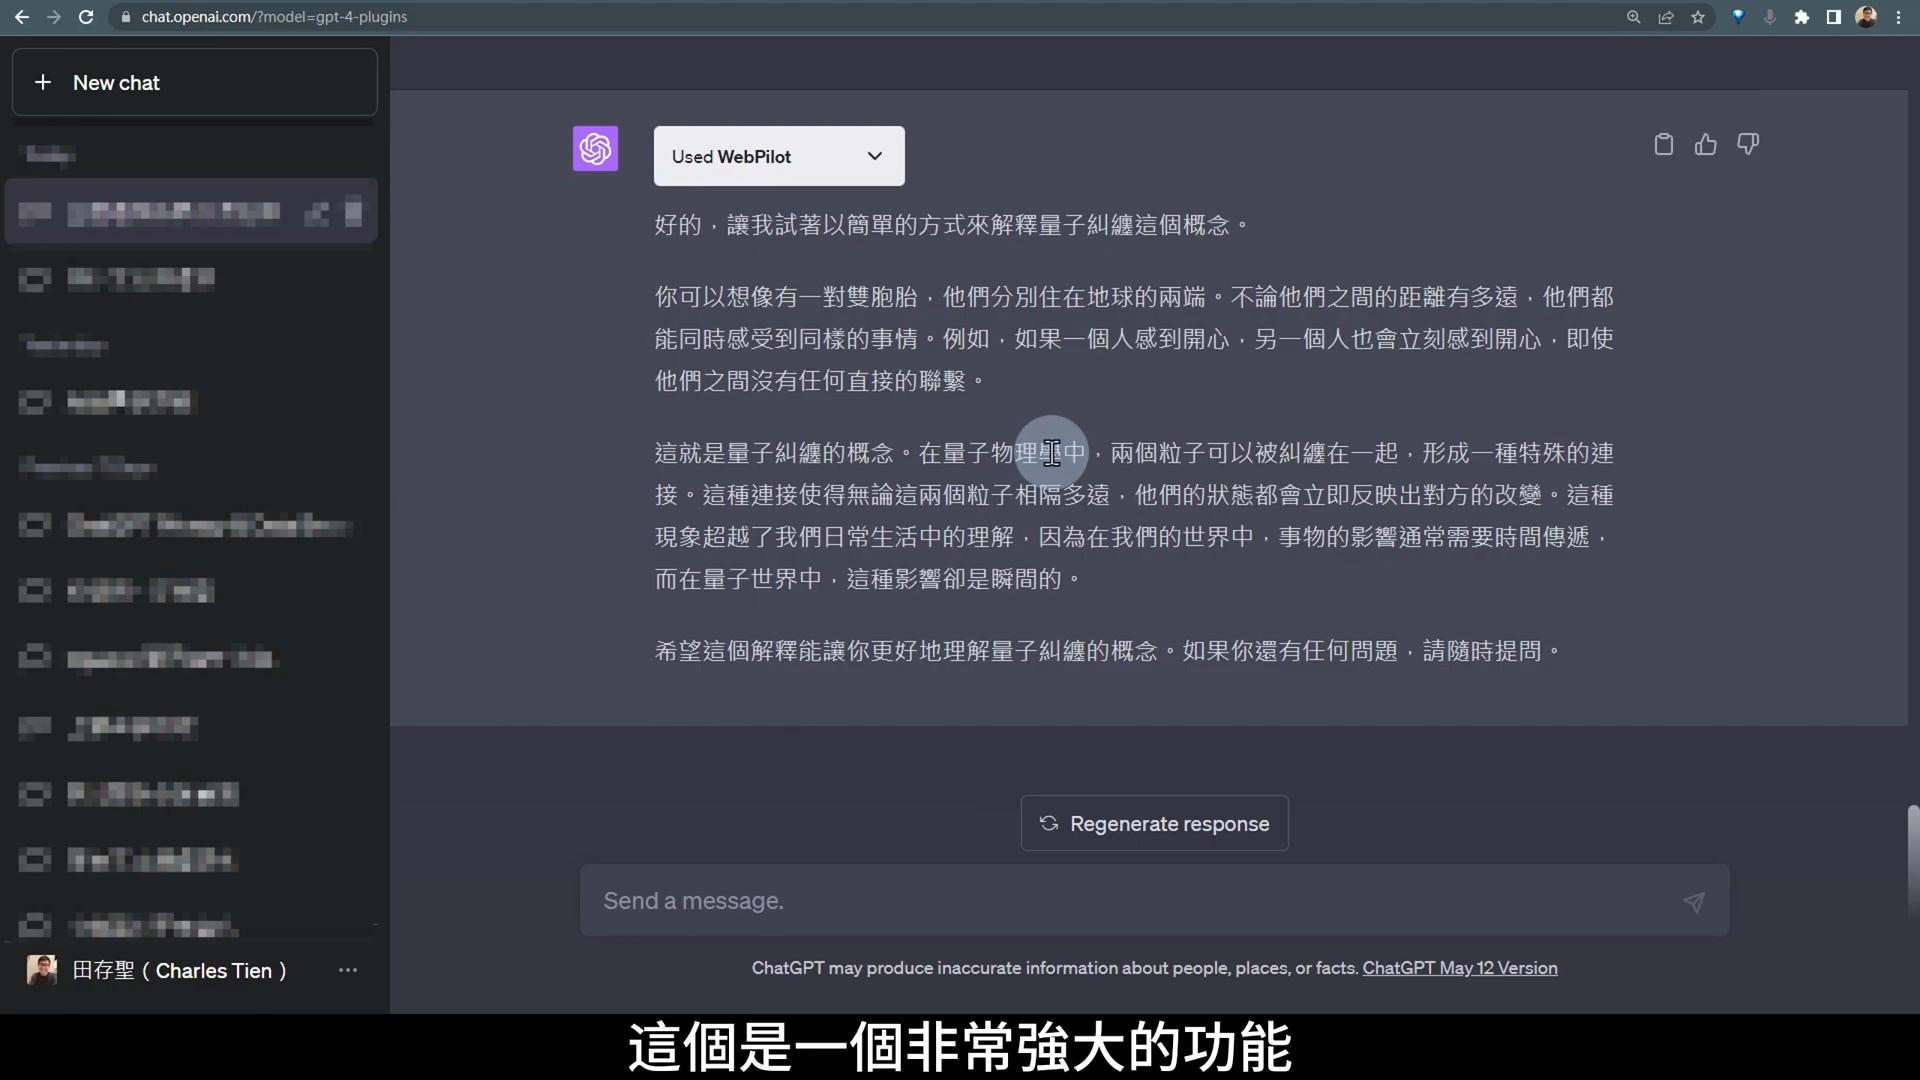 chat.openai.com/?model=gpt-4-plugins
New chat
Used WebPilot
好的，讓我試著以簡單的方式來解釋量子糾纏這個概念。
你可以想像有一對雙胞胎，他們分別住在地球的兩端。不論他們之間的距離有多遠，他們都
能同時感受到同樣的事情。例如，如果一個人感到開心，另一個人也會立刻感到開心，即使
他們之間沒有任何直接的聯繫。
這就是量子糾纏的概念。在量子物理學中，兩個粒子可以被糾纏在一起，形成一種特殊的連
接。這種連接使得無論這兩個粒子相隔多遠，他們的狀態都會立即反映出對方的改變。這種
現象超越了我們日常生活中的理解，因為在我們的世界中，事物的影響通常需要時間傳遞，
而在量子世界中，這種影響卻是瞬間的。
希望這個解釋能讓你更好地理解量子糾纏的概念。如果你還有任何問題，請隨時提問。
Regenerate response
Send a message.
田存聖（Charles Tien）
ChatGPT may produce inaccurate information about people, places, or facts. ChatGPT May 12 Version
這個是一個非常強大的功能